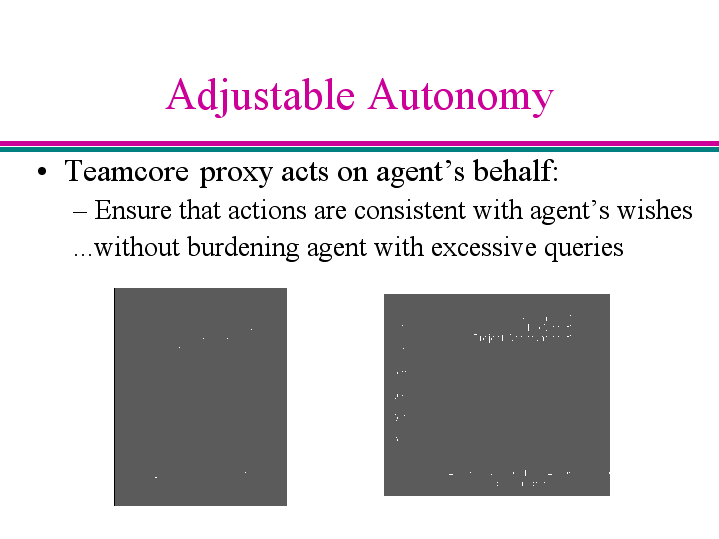 Adjustable Autonomy
• Teamcore proxy acts on agent’s behalf:
– Ensure that actions are consistent with agent’s wishes
...without burdening agent with excessive queries